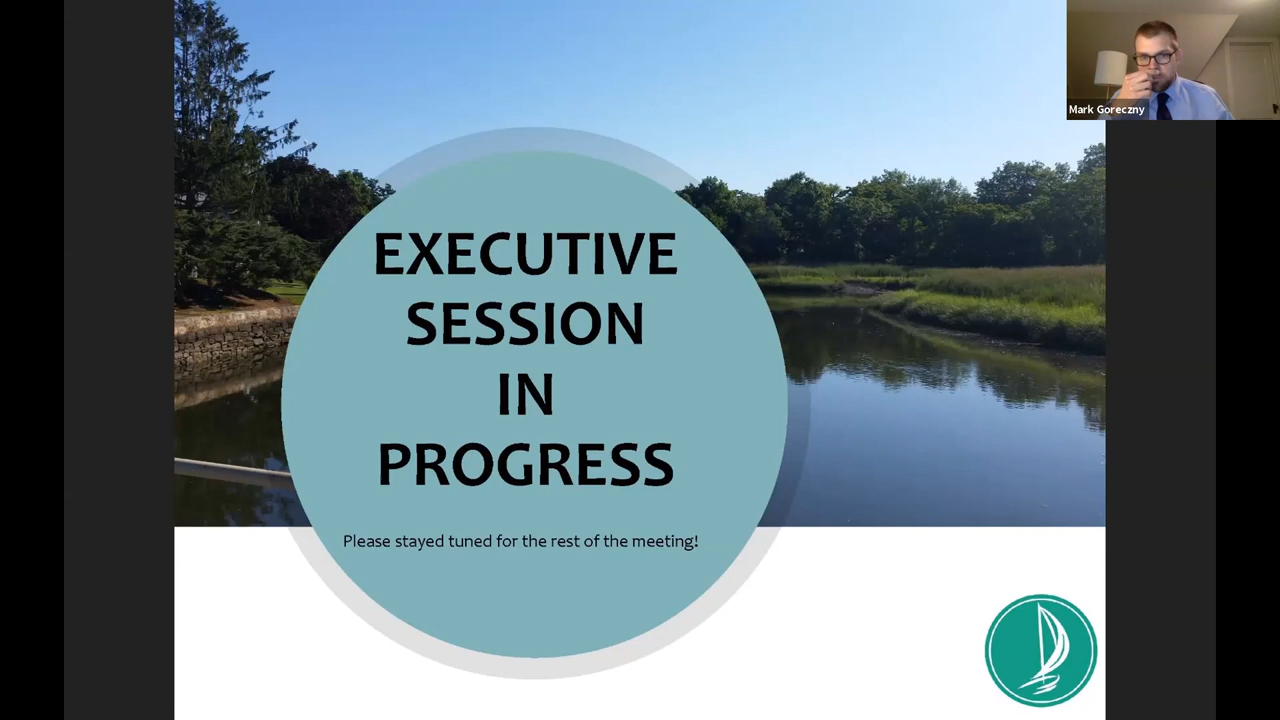 Mark Goreczny
EXECUTIVE
SESSION
IN
PROGRESS
Please stayed tuned for the rest of the meeting!